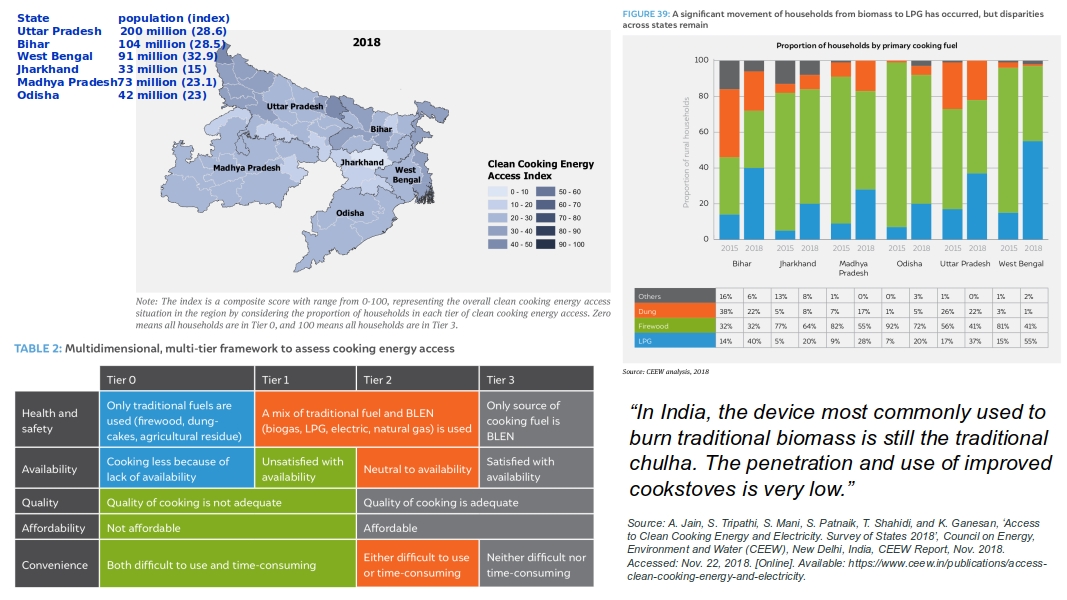 State population (index)
Uttar Pradesh 200 million (28.6)
Bihar 104 million (28.5)
West Bengal 91 million (32.9)
Jharkhand 33 million (15)
Madhya Pradesh73 million (23.1)
Odisha 42 million (23)
2018
Uttar Pradesh
Bihar
Madhya Pradesh
Jharkhand
West
Bengal
Odisha
Clean Cooking Energy
Access Index
0 - 10 50 - 60
10 - 20 60 - 70
20 - 30 70 - 80
30 - 40 80 - 90
40 - 50 90 - 100
Note: The index is a composite score with range from 0-100, representing the overall clean cooking energy access
situation in the region by considering the proportion of households in each tier of clean cooking energy access. Zero
means all households are in Tier 0, and 100 means all households are in Tier 3.
TABLE 2: Multidimensional, multi-tier framework to assess cooking energy access
Tier 0 Tier 1 Tier 2 Tier 3
Health and
safety
Only traditional fuels are
used (firewood, dung-
cakes, agricultural residue)
A mix of traditional fuel and BLEN
(biogas, LPG, electric, natural gas) is used
Only source of
cooking fuel is
BLEN
Availability
Cooking less because of
lack of availability
Unsatisfied with
availability
Neutral to availability
Satisfied with
availability
Quality
Quality of cooking is not adequate
Quality of cooking is adequate
Affordability
Not affordable
Affordable
Convenience
Both difficult to use and time-consuming
Either difficult to use
or time-consuming
Neither difficult nor
time-consuming
FIGURE 39: A significant movement of households from biomass to LPG has occurred, but disparities
across states remain
Proportion of households by primary cooking fuel
Proportion of rural households
100
80
60
40
20
0
2015 2018 2015 2018 2015 2018 2015 2018 2015 2018 2015 2018
Bihar Jharkhand Madhya Odisha Uttar Pradesh West Bengal
Pradesh
Others 16% 6% 13% 8% 1% 0% 0% 3% 1% 0% 1% 2%
Dung 38% 22% 5% 8% 7% 17% 1% 5% 26% 22% 3% 1%
Firewood 32% 32% 77% 64% 82% 55% 92% 72% 56% 41% 81% 41%
LPG 14% 40% 5% 20% 9% 28% 7% 20% 17% 37% 15% 55%
Source: CEEW analysis, 2018
“In India, the device most commonly used to
burn traditional biomass is still the traditional
chulha. The penetration and use of improved
cookstoves is very low.”
Source: A. Jain, S. Tripathi, S. Mani, S. Patnaik, T. Shahidi, and K. Ganesan, ‘Access
to Clean Cooking Energy and Electricity. Survey of States 2018’, Council on Energy,
Environment and Water (CEEW), New Delhi, India, CEEW Report, Nov. 2018.
Accessed: Nov. 22, 2018. [Online]. Available: https://www.ceew.in/publications/access-
clean-cooking-energy-and-electricity.